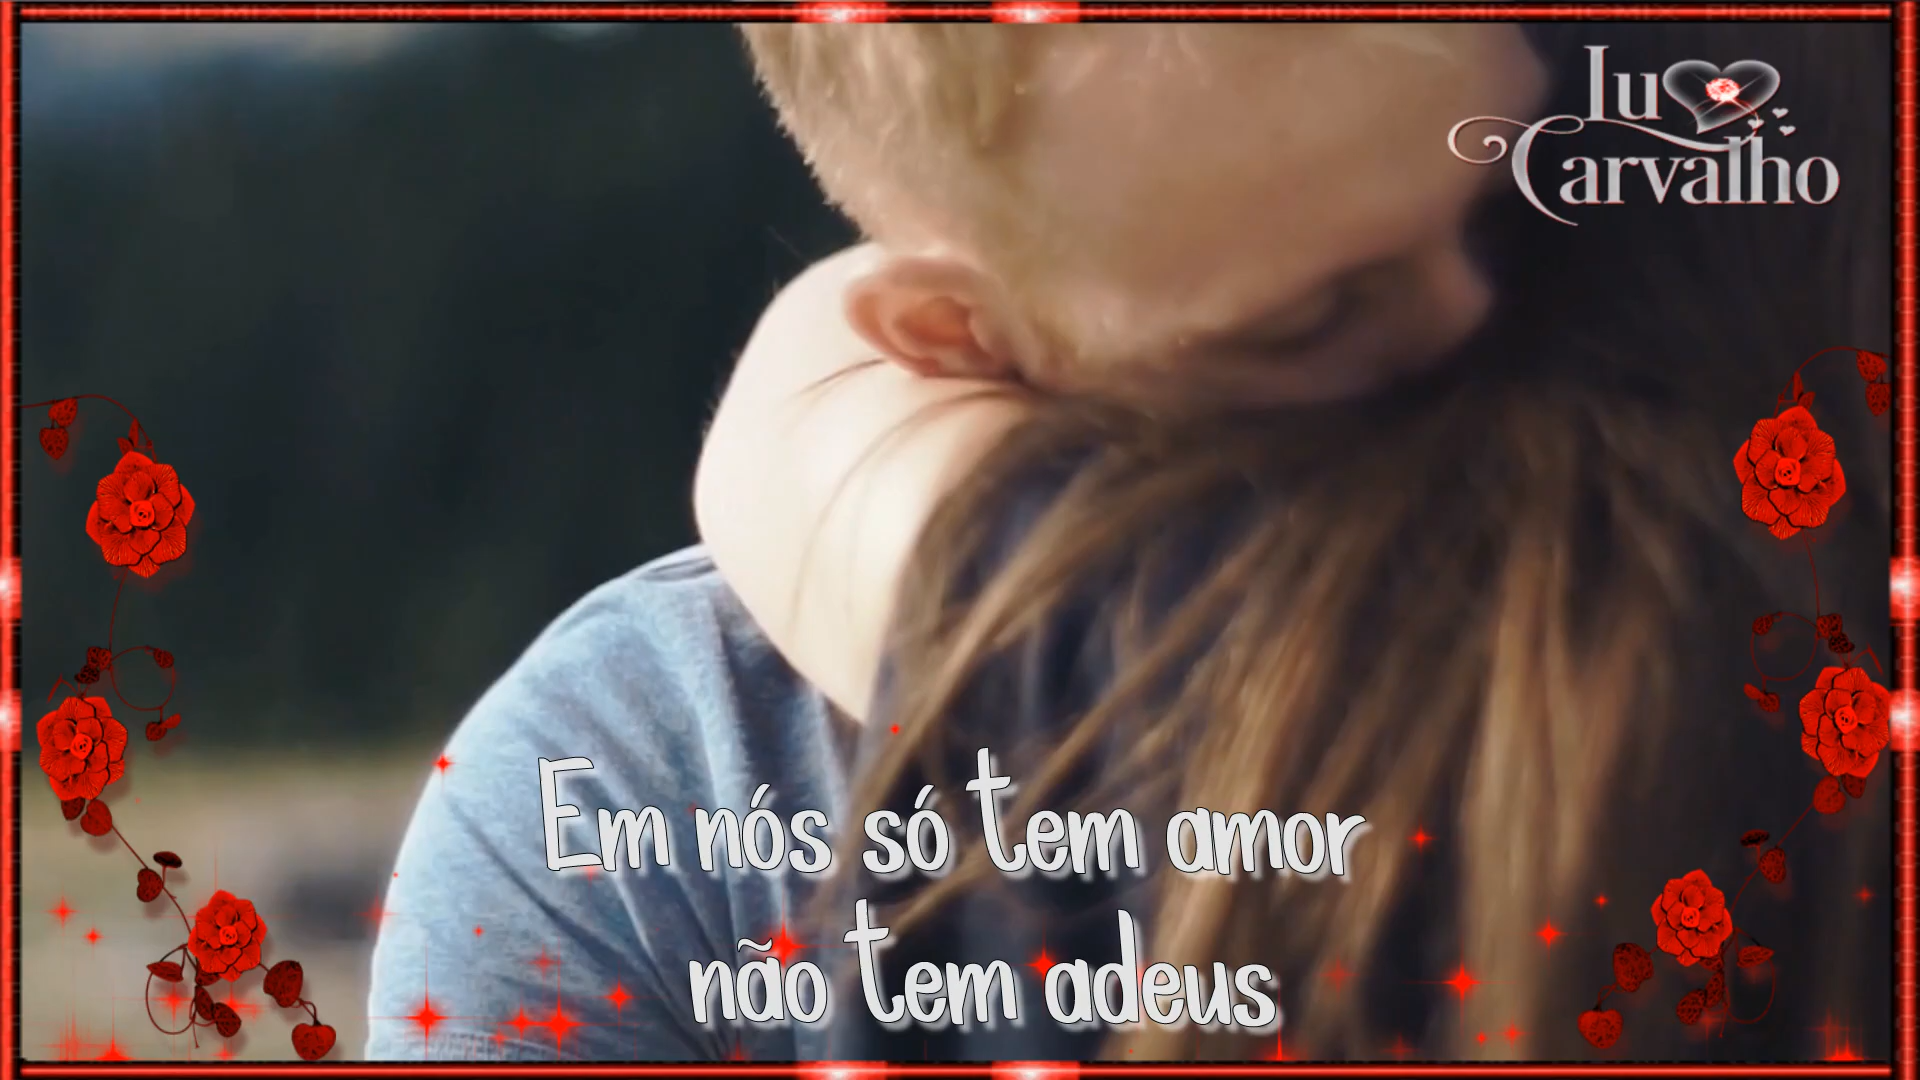 Lu
Carvalho
Em nós só tem amor
não tem adeus